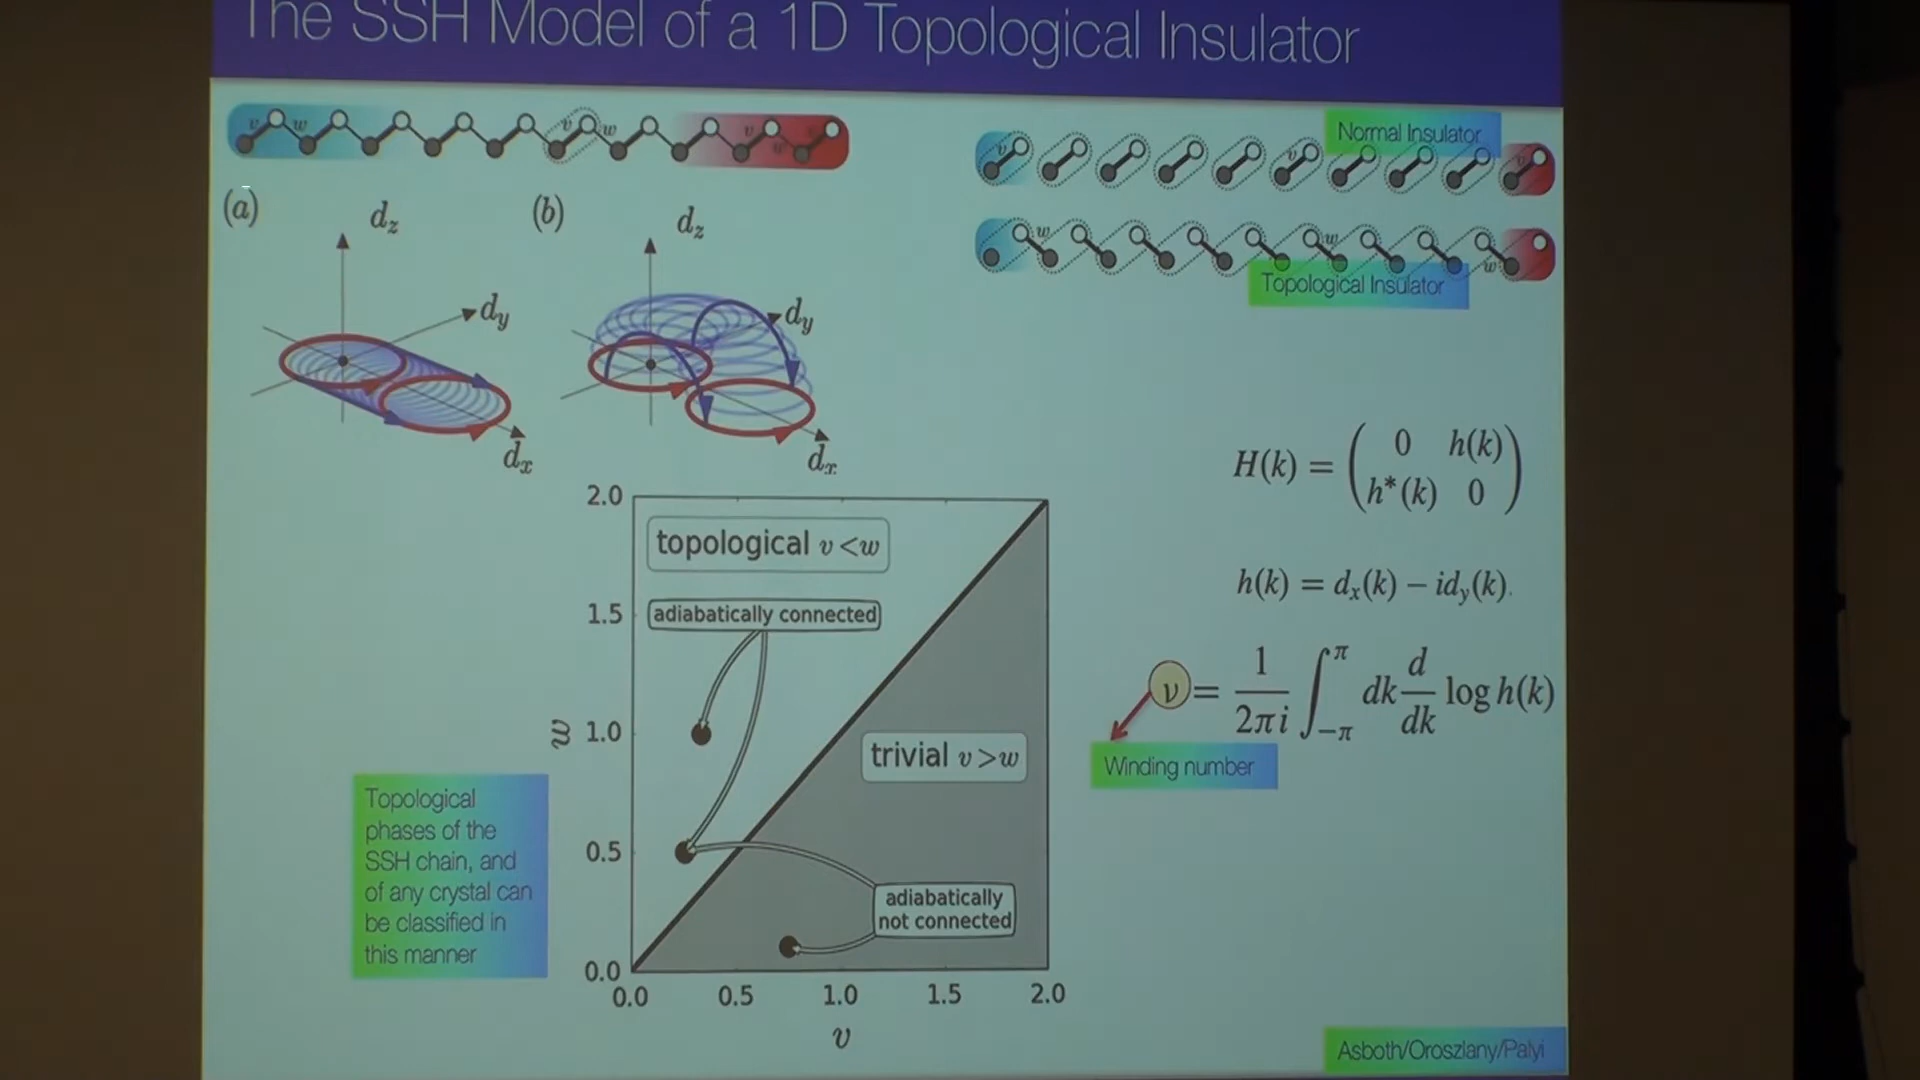 The SSH Model of a 1D Topological Insulator
v w v w v w v
Normal Insulator
v v v
w w w
Topological Insulator
(a) d_z d_y d_x
(b) d_z d_y d_x
H(k) = ( 0 h(k)
h*(k) 0 )
h(k) = d_x(k) − id_y(k).
ν = 1/2πi ∫_{−π}^{π} dk d/dk log h(k)
Winding number
2.0
topological v < w
adiabatically connected
1.5
w 1.0
trivial v > w
0.5
adiabatically
not connected
0.0
0.0 0.5 1.0 1.5 2.0
v
Topological
phases of the
SSH chain, and
of any crystal can
be classified in
this manner
Asboth/Oroszlany/Palyi